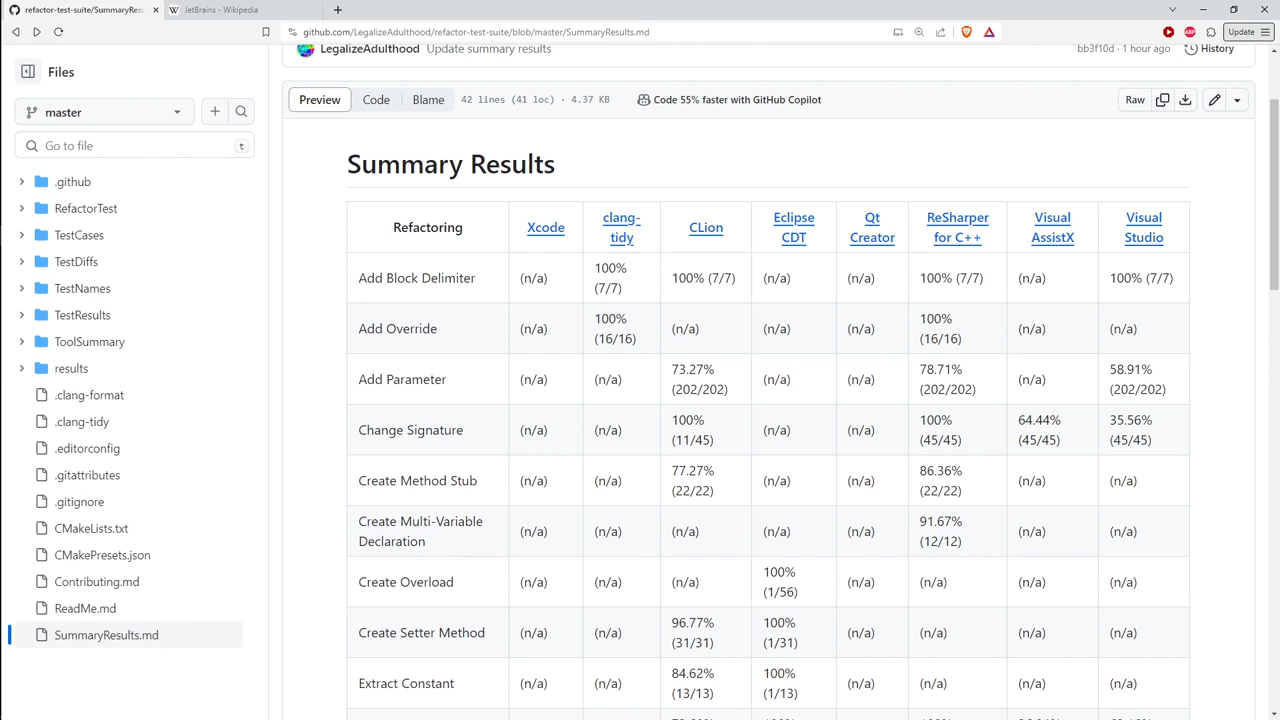 refactor-test-suite/SummaryRes
JetBrains - Wikipedia
github.com/LegalizeAdulthood/refactor-test-suite/blob/master/SummaryResults.md
Update
LegalizeAdulthood Update summary results
bb3f10d · 1 hour ago
History
Files
master
Go to file
t
.github
RefactorTest
TestCases
TestDiffs
TestNames
TestResults
ToolSummary
results
.clang-format
.clang-tidy
.editorconfig
.gitattributes
.gitignore
CMakeLists.txt
CMakePresets.json
Contributing.md
ReadMe.md
SummaryResults.md
Preview Code Blame 42 lines (41 loc) · 4.37 KB Code 55% faster with GitHub Copilot Raw
Summary Results
Refactoring Xcode clang-tidy CLion Eclipse CDT Qt Creator ReSharper for C++ Visual AssistX Visual Studio
Add Block Delimiter (n/a) 100% (7/7) 100% (7/7) (n/a) (n/a) 100% (7/7) (n/a) 100% (7/7)
Add Override (n/a) 100% (16/16) (n/a) (n/a) (n/a) 100% (16/16) (n/a) (n/a)
Add Parameter (n/a) (n/a) 73.27% (202/202) (n/a) (n/a) 78.71% (202/202) (n/a) 58.91% (202/202)
Change Signature (n/a) (n/a) 100% (11/45) (n/a) (n/a) 100% (45/45) 64.44% (45/45) 35.56% (45/45)
Create Method Stub (n/a) (n/a) 77.27% (22/22) (n/a) (n/a) 86.36% (22/22) (n/a) (n/a)
Create Multi-Variable Declaration (n/a) (n/a) (n/a) (n/a) (n/a) 91.67% (12/12) (n/a) (n/a)
Create Overload (n/a) (n/a) (n/a) 100% (1/56) (n/a) (n/a) (n/a) (n/a)
Create Setter Method (n/a) (n/a) 96.77% (31/31) 100% (1/31) (n/a) (n/a) (n/a) (n/a)
Extract Constant (n/a) (n/a) 84.62% (13/13) 100% (1/13) (n/a) (n/a) (n/a) (n/a)